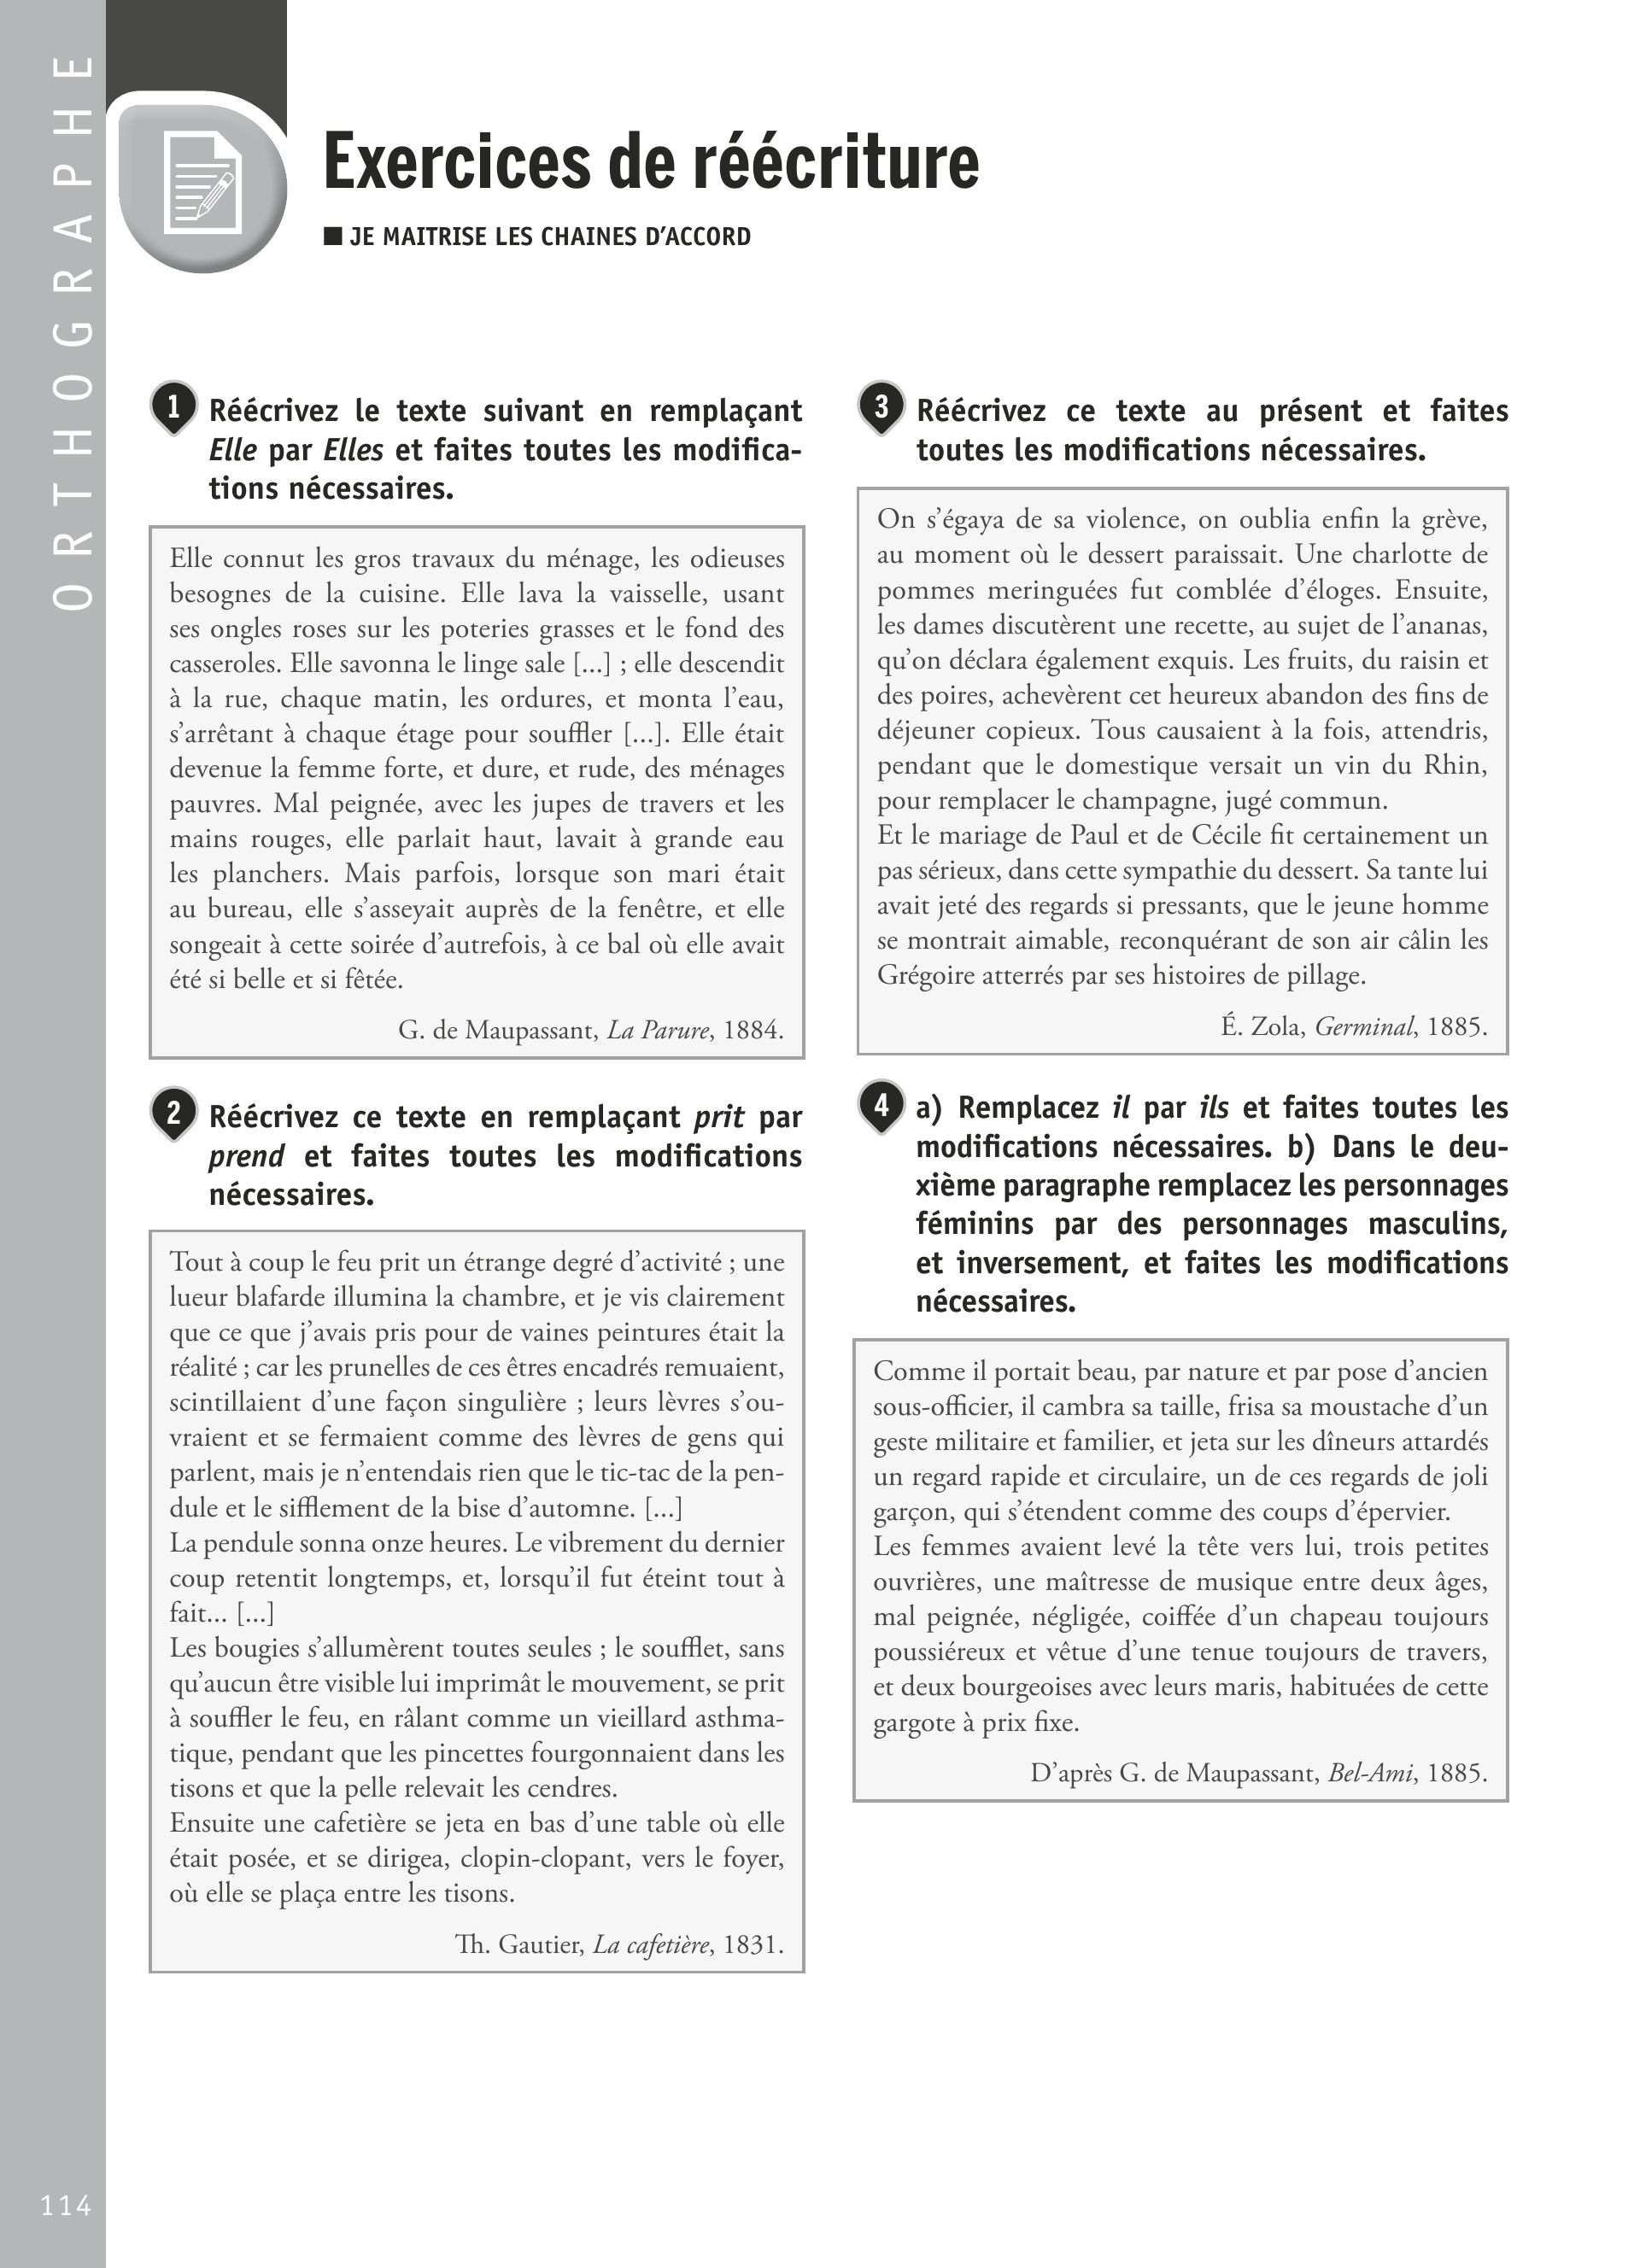 ORTHOGRAPHE
Exercices de réécriture
■ JE MAITRISE LES CHAINES D’ACCORD
1 Réécrivez le texte suivant en remplaçant
Elle par Elles et faites toutes les modifica-
tions nécessaires.
Elle connut les gros travaux du ménage, les odieuses
besognes de la cuisine. Elle lava la vaisselle, usant
ses ongles roses sur les poteries grasses et le fond des
casseroles. Elle savonna le linge sale [...] ; elle descendit
à la rue, chaque matin, les ordures, et monta l’eau,
s’arrêtant à chaque étage pour souffler [...]. Elle était
devenue la femme forte, et dure, et rude, des ménages
pauvres. Mal peignée, avec les jupes de travers et les
mains rouges, elle parlait haut, lavait à grande eau
les planchers. Mais parfois, lorsque son mari était
au bureau, elle s’asseyait auprès de la fenêtre, et elle
songeait à cette soirée d’autrefois, à ce bal où elle avait
été si belle et si fêtée.
G. de Maupassant, La Parure, 1884.
2 Réécrivez ce texte en remplaçant prit par
prend et faites toutes les modifications
nécessaires.
Tout à coup le feu prit un étrange degré d’activité ; une
lueur blafarde illumina la chambre, et je vis clairement
que ce que j’avais pris pour de vaines peintures était la
réalité ; car les prunelles de ces êtres encadrés remuaient,
scintillaient d’une façon singulière ; leurs lèvres s’ou-
vraient et se fermaient comme des lèvres de gens qui
parlent, mais je n’entendais rien que le tic-tac de la pen-
dule et le sifflement de la bise d’automne. [...]
La pendule sonna onze heures. Le vibrement du dernier
coup retentit longtemps, et, lorsqu’il fut éteint tout à
fait... [...]
Les bougies s’allumèrent toutes seules ; le soufflet, sans
qu’aucun être visible lui imprimât le mouvement, se prit
à souffler le feu, en râlant comme un vieillard asthma-
tique, pendant que les pincettes fourgonnaient dans les
tisons et que la pelle relevait les cendres.
Ensuite une cafetière se jeta en bas d’une table où elle
était posée, et se dirigea, clopin-clopant, vers le foyer,
où elle se plaça entre les tisons.
Th. Gautier, La cafetière, 1831.
3 Réécrivez ce texte au présent et faites
toutes les modifications nécessaires.
On s’égaya de sa violence, on oublia enfin la grève,
au moment où le dessert paraissait. Une charlotte de
pommes meringuées fut comblée d’éloges. Ensuite,
les dames discutèrent une recette, au sujet de l’ananas,
qu’on déclara également exquis. Les fruits, du raisin et
des poires, achevèrent cet heureux abandon des fins de
déjeuner copieux. Tous causaient à la fois, attendris,
pendant que le domestique versait un vin du Rhin,
pour remplacer le champagne, jugé commun.
Et le mariage de Paul et de Cécile fit certainement un
pas sérieux, dans cette sympathie du dessert. Sa tante lui
avait jeté des regards si pressants, que le jeune homme
se montrait aimable, reconquérant de son air câlin les
Grégoire atterrés par ses histoires de pillage.
É. Zola, Germinal, 1885.
4 a) Remplacez il par ils et faites toutes les
modifications nécessaires. b) Dans le deu-
xième paragraphe remplacez les personnages
féminins par des personnages masculins,
et inversement, et faites les modifications
nécessaires.
Comme il portait beau, par nature et par pose d’ancien
sous-officier, il cambra sa taille, frisa sa moustache d’un
geste militaire et familier, et jeta sur les dîneurs attardés
un regard rapide et circulaire, un de ces regards de joli
garçon, qui s’étendent comme des coups d’épervier.
Les femmes avaient levé la tête vers lui, trois petites
ouvrières, une maîtresse de musique entre deux âges,
mal peignée, négligée, coiffée d’un chapeau toujours
poussiéreux et vêtue d’une tenue toujours de travers,
et deux bourgeoises avec leurs maris, habituées de cette
gargote à prix fixe.
D’après G. de Maupassant, Bel-Ami, 1885.
114